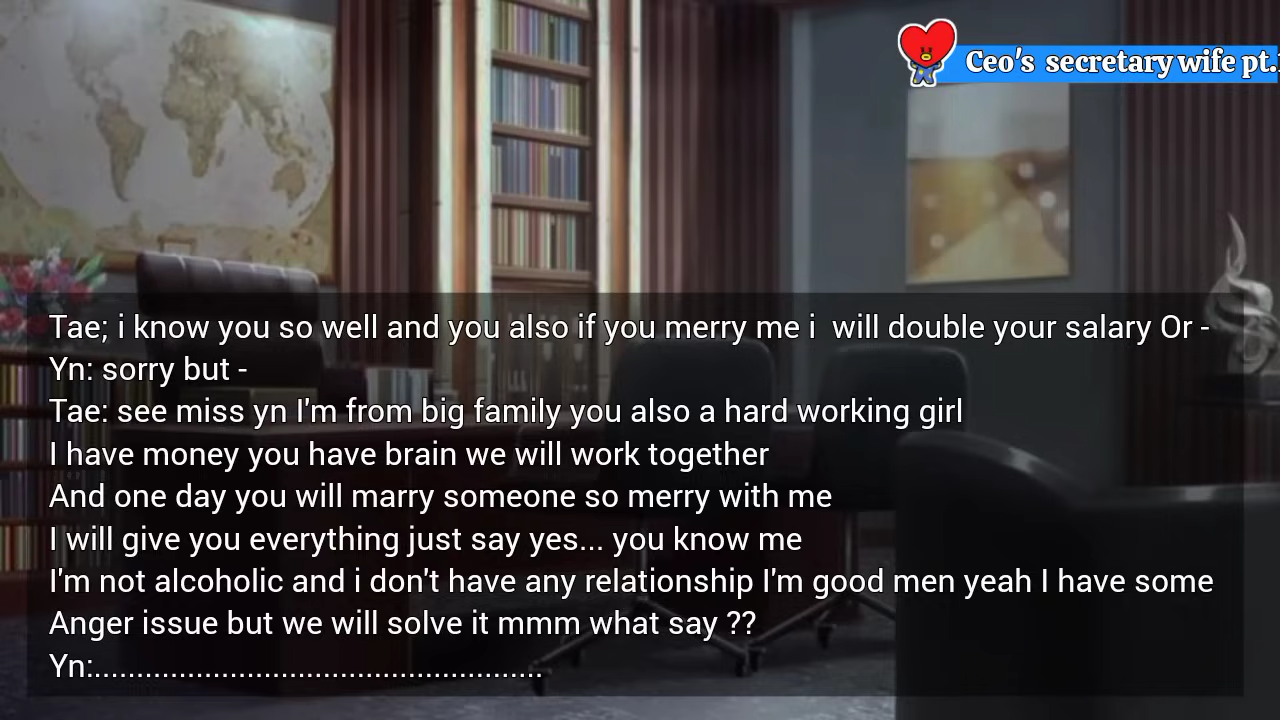 Ceo's secretary wife pt.
Tae; i know you so well and you also if you merry me i will double your salary Or -
Yn: sorry but -
Tae: see miss yn I'm from big family you also a hard working girl
I have money you have brain we will work together
And one day you will marry someone so merry with me
I will give you everything just say yes... you know me
I'm not alcoholic and i don't have any relationship I'm good men yeah I have some
Anger issue but we will solve it mmm what say ??
Yn:....................................................